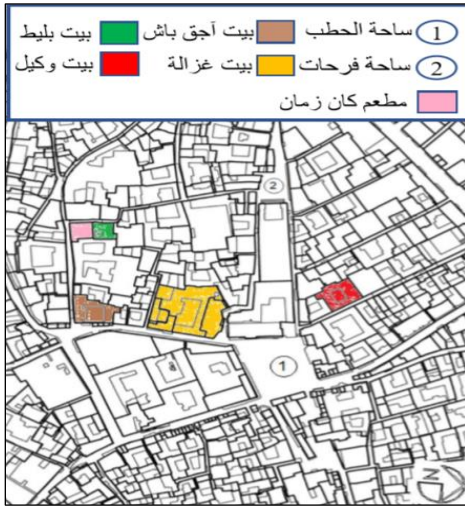 1 ساحة الحطب بيت آجق باش بيت بليط
2 ساحة فرحات بيت غزالة بيت وكيل
مطعم كان زمان
2
1
N